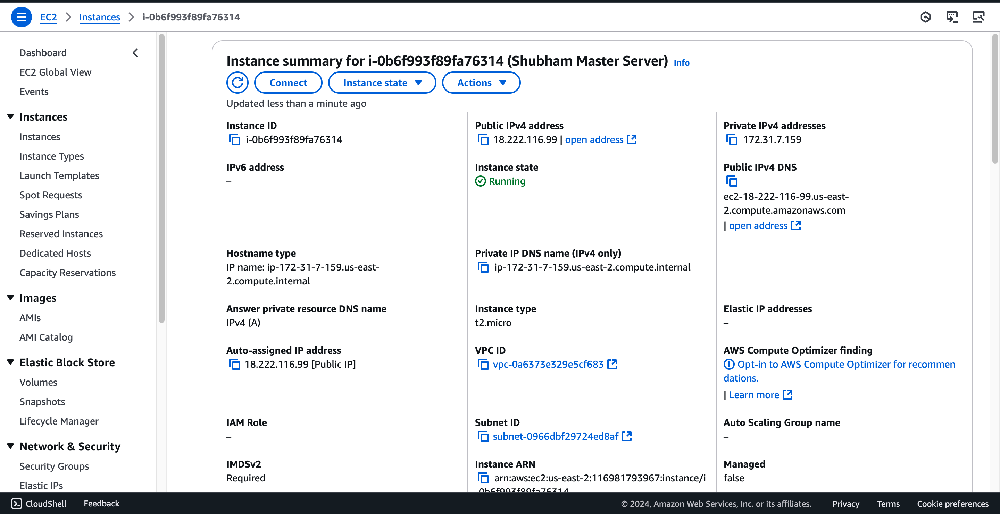 EC2 > Instances > i-0b6f993f89fa76314
Dashboard
EC2 Global View
Events
Instances
Instances
Instance Types
Launch Templates
Spot Requests
Savings Plans
Reserved Instances
Dedicated Hosts
Capacity Reservations
Images
AMIs
AMI Catalog
Elastic Block Store
Volumes
Snapshots
Lifecycle Manager
Network & Security
Security Groups
Elastic IPs
Instance summary for i-0b6f993f89fa76314 (Shubham Master Server) Info
Connect
Instance state
Actions
Updated less than a minute ago
Instance ID
i-0b6f993f89fa76314
Public IPv4 address
18.222.116.99 | open address
Private IPv4 addresses
172.31.7.159
IPv6 address
–
Instance state
Running
Public IPv4 DNS
ec2-18-222-116-99.us-east-
2.compute.amazonaws.com
| open address
Hostname type
IP name: ip-172-31-7-159.us-east-
2.compute.internal
Private IP DNS name (IPv4 only)
ip-172-31-7-159.us-east-2.compute.internal
Answer private resource DNS name
IPv4 (A)
Instance type
t2.micro
Elastic IP addresses
–
Auto-assigned IP address
18.222.116.99 [Public IP]
VPC ID
vpc-0a6373e329e5cf683
AWS Compute Optimizer finding
Opt-in to AWS Compute Optimizer for recommen
dations.
| Learn more
IAM Role
–
Subnet ID
subnet-0966dbf29724ed8af
Auto Scaling Group name
–
IMDSv2
Required
Instance ARN
arn:aws:ec2:us-east-2:116981793967:instance/i
-0b6f993f89fa76314
Managed
false
CloudShell
Feedback
© 2024, Amazon Web Services, Inc. or its affiliates.
Privacy
Terms
Cookie preferences